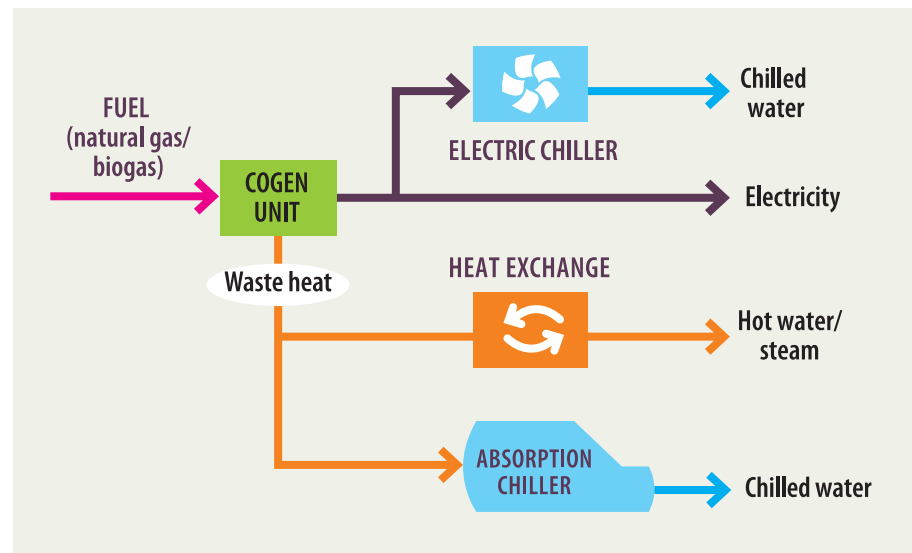 FUEL
(natural gas/
biogas)
COGEN
UNIT
Waste heat
ELECTRIC CHILLER
Chilled
water
Electricity
HEAT EXCHANGE
Hot water/
steam
ABSORPTION
CHILLER
Chilled water